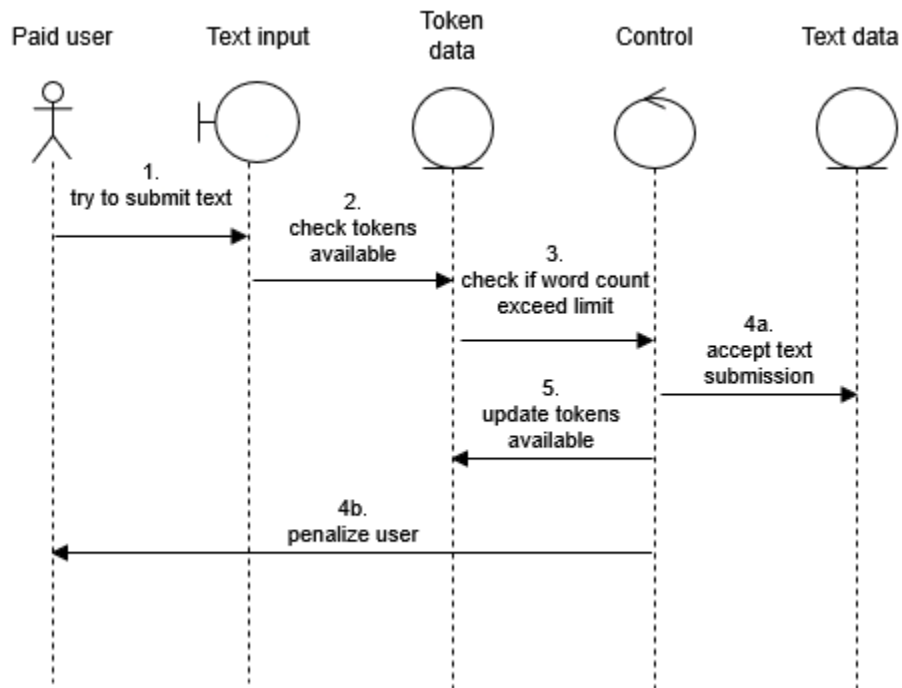 Paid user
Text input
Token
data
Control
Text data
1.
try to submit text
2.
check tokens
available
3.
check if word count
exceed limit
4a.
accept text
submission
5.
update tokens
available
4b.
penalize user